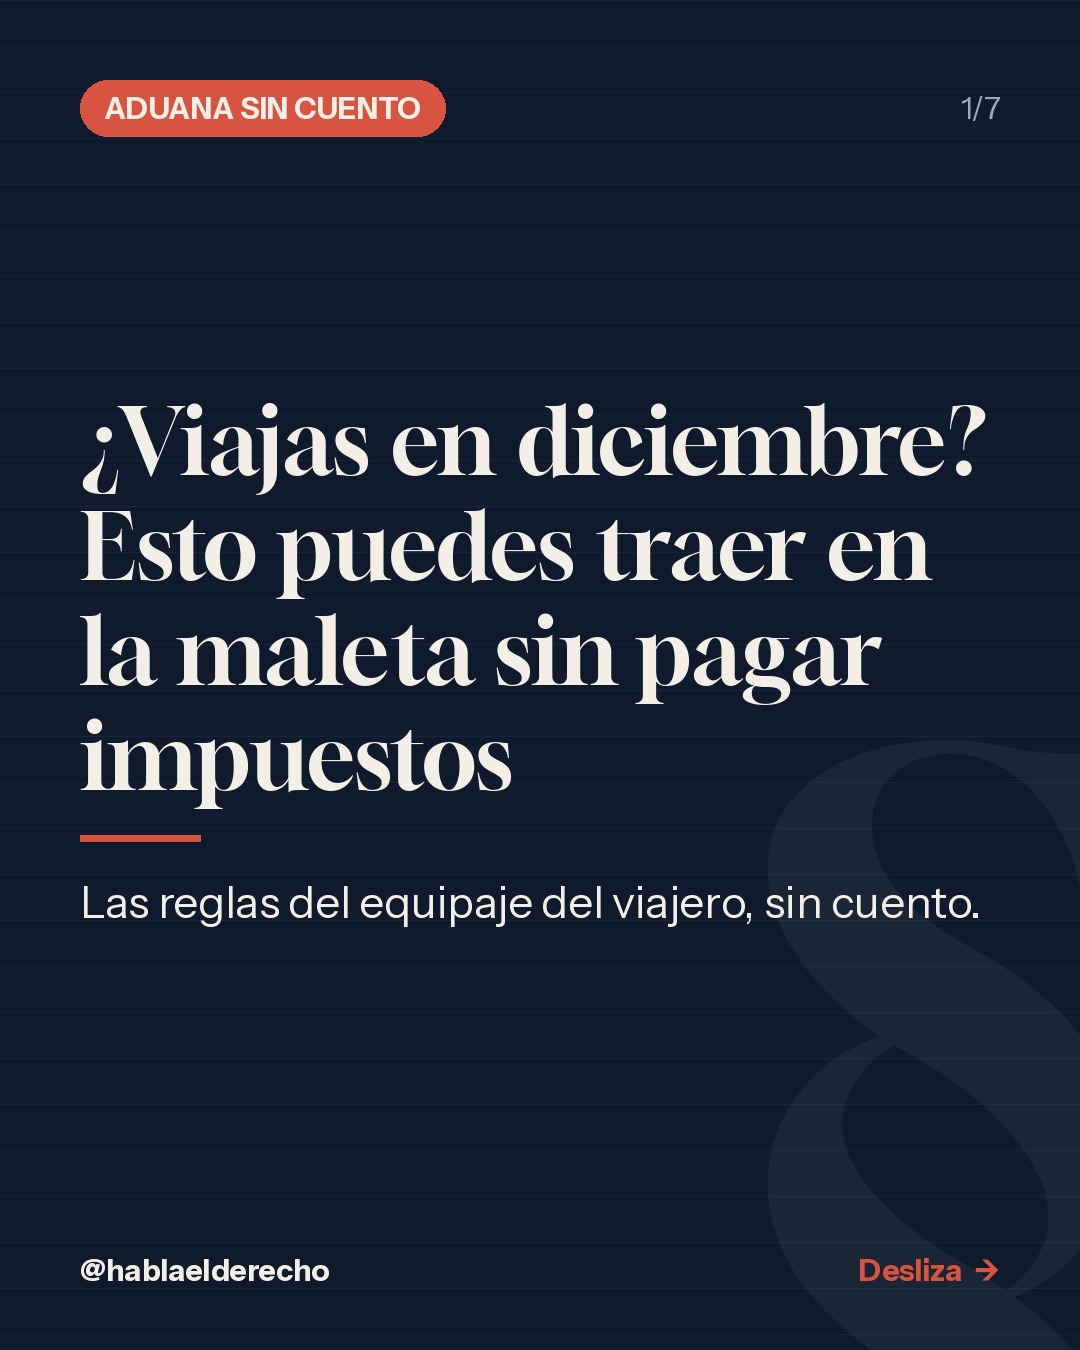 ADUANA SIN CUENTO
1/7
¿Viajas en diciembre?
Esto puedes traer en
la maleta sin pagar
impuestos
Las reglas del equipaje del viajero, sin cuento.
@hablaelderecho
Desliza →